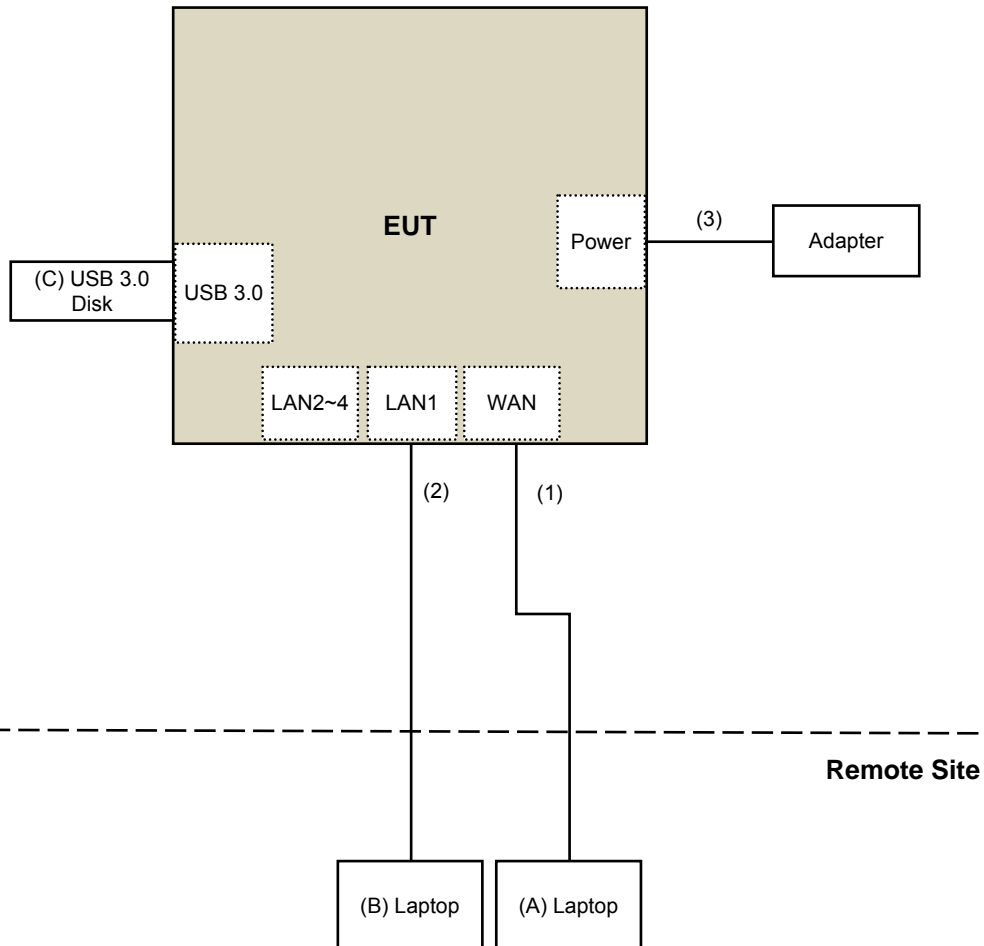 EUT
Power
(3)
Adapter
(C) USB 3.0
Disk
USB 3.0
LAN2~4
LAN1
WAN
(2)
(1)
Remote Site
(B) Laptop
(A) Laptop